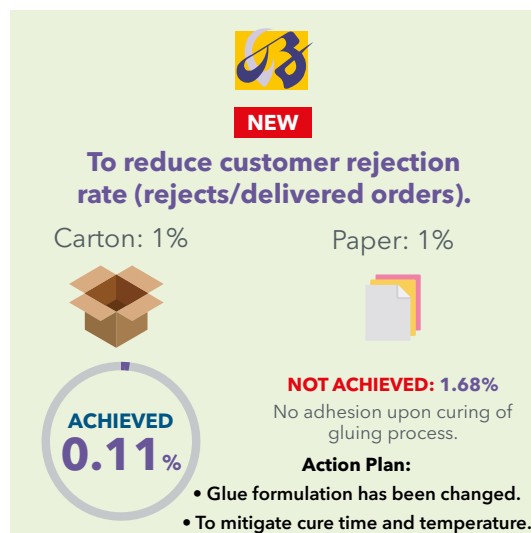 NEW
To reduce customer rejection
rate (rejects/delivered orders).
Carton: 1%
Paper: 1%
ACHIEVED
0.11%
NOT ACHIEVED: 1.68%
No adhesion upon curing of
gluing process.
Action Plan:
• Glue formulation has been changed.
• To mitigate cure time and temperature.